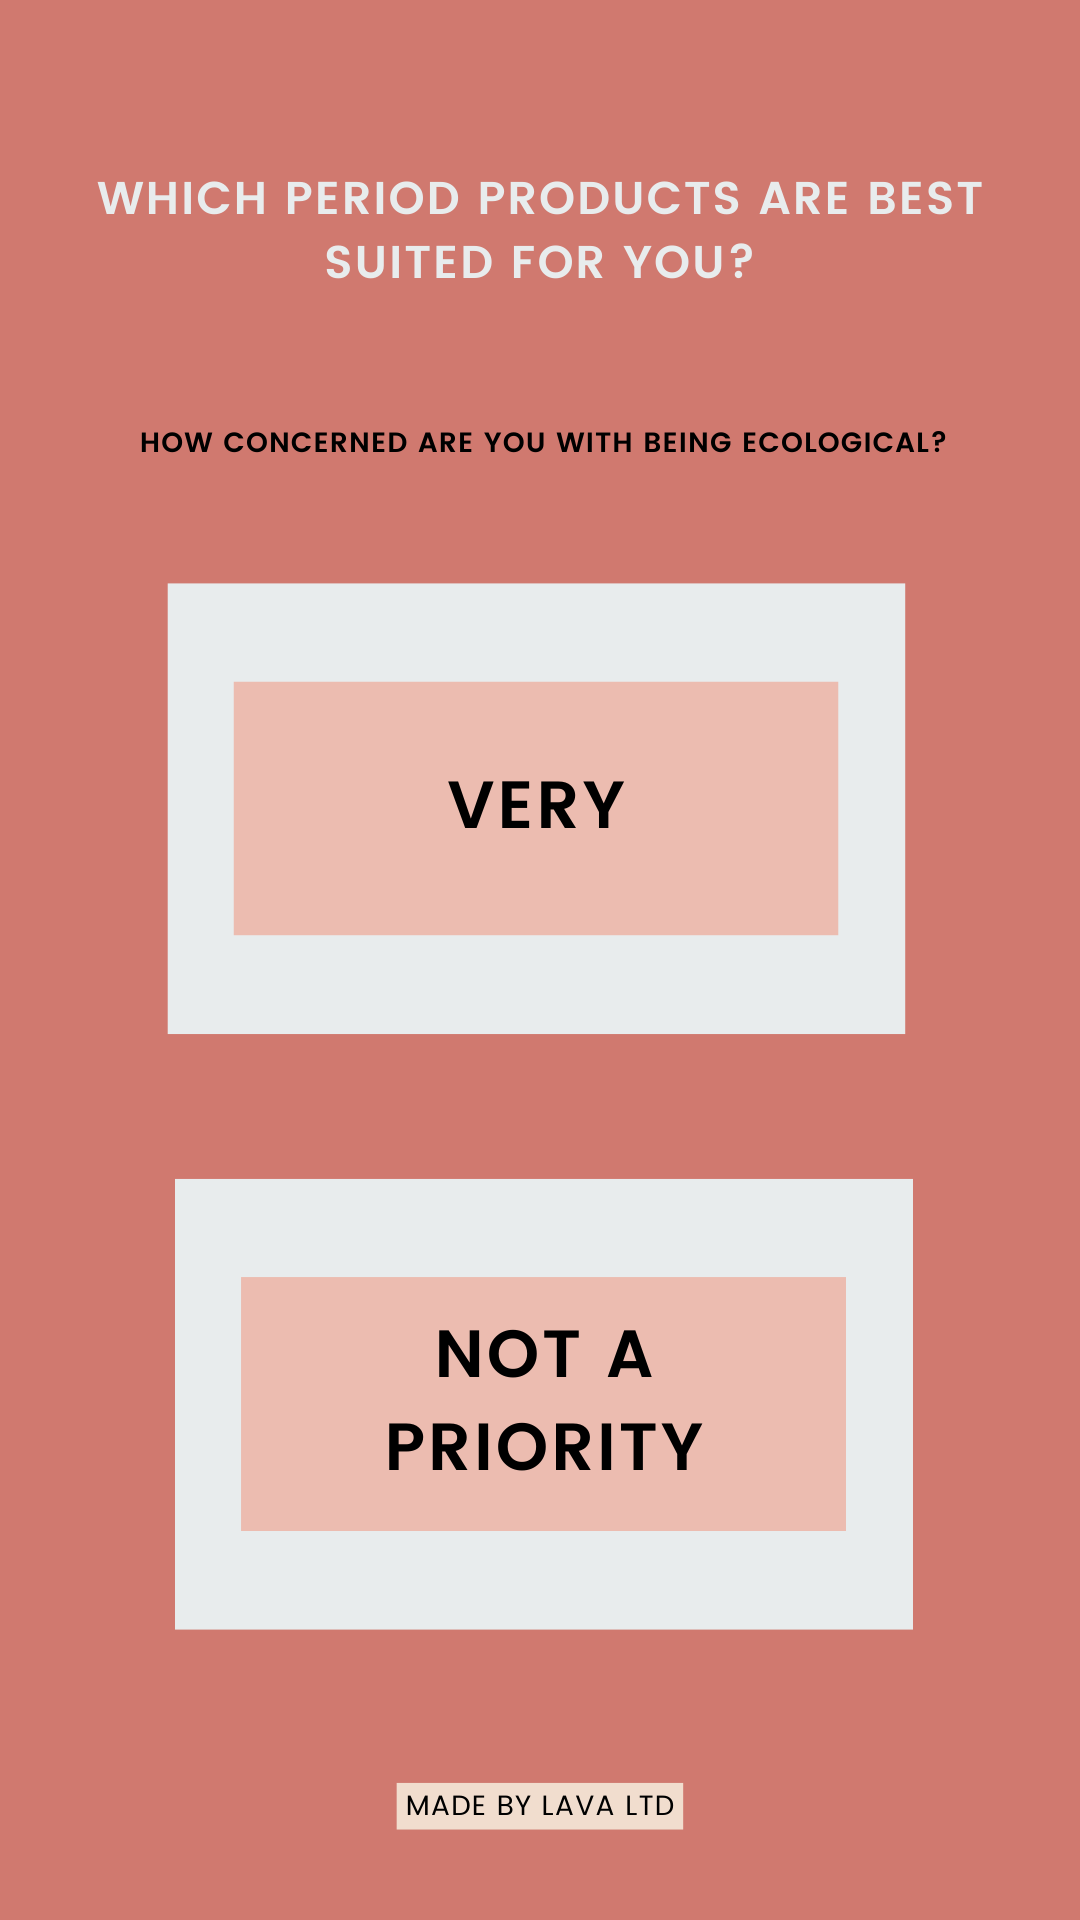 WHICH PERIOD PRODUCTS ARE BEST
SUITED FOR YOU?
HOW CONCERNED ARE YOU WITH BEING ECOLOGICAL?
VERY
NOT A
PRIORITY
MADE BY LAVA LTD